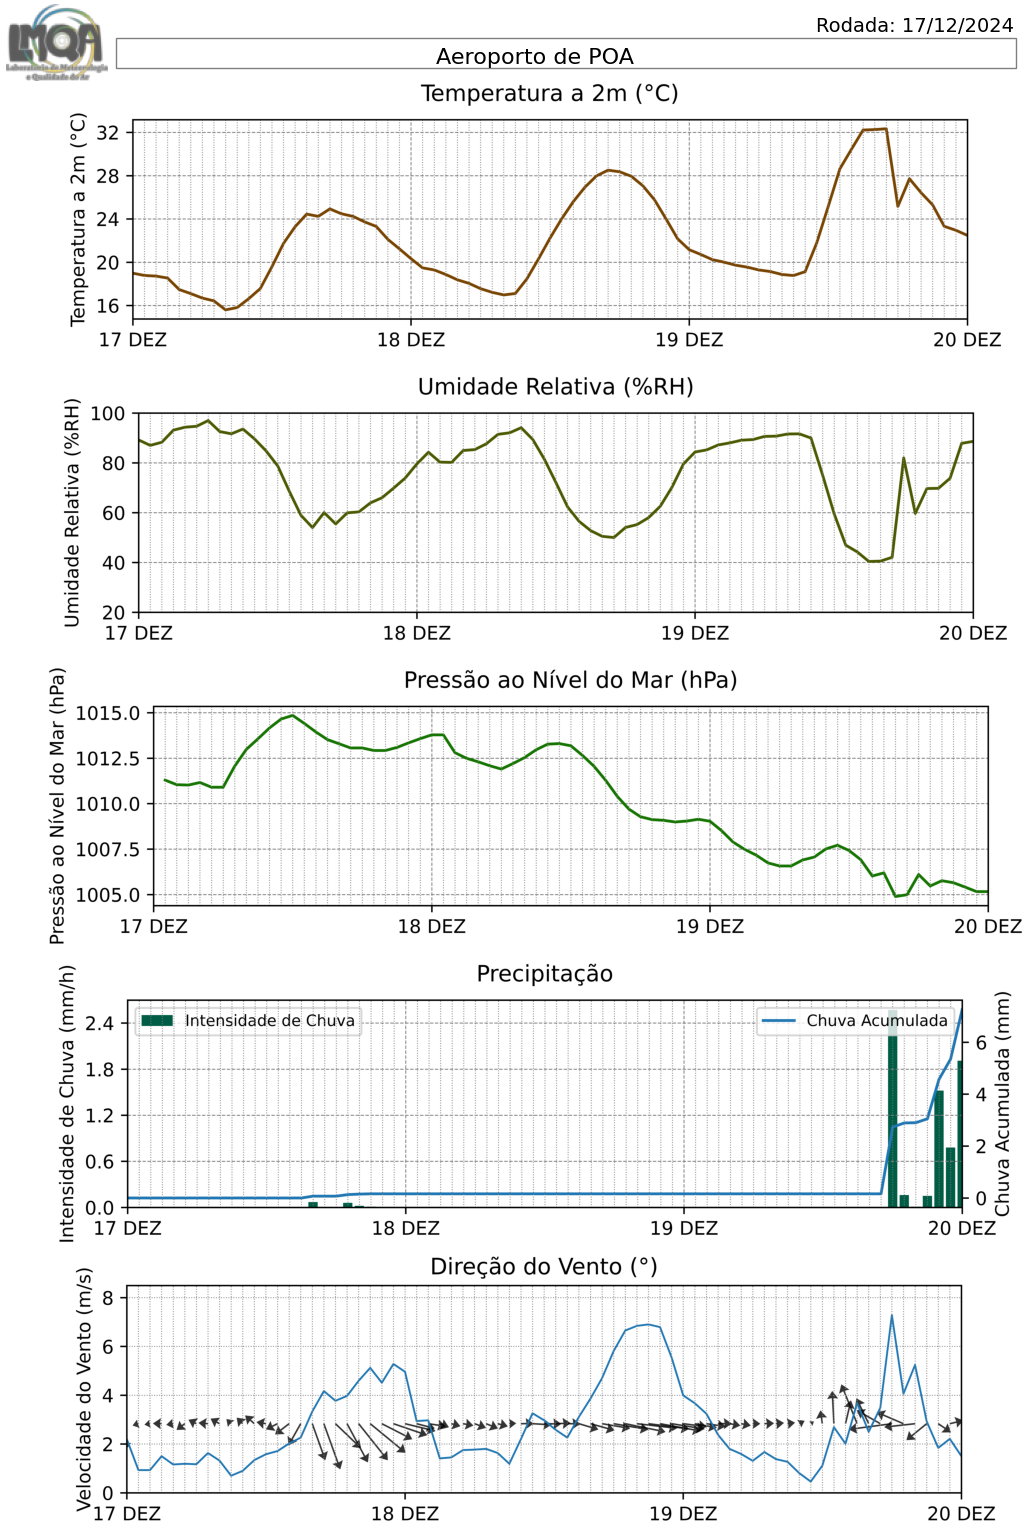 LMQA
Laboratório de Meteorologia
e Qualidade do Ar
Rodada: 17/12/2024
Aeroporto de POA
Temperatura a 2m (°C)
Temperatura a 2m (°C)
32
28
24
20
16
17 DEZ 18 DEZ 19 DEZ 20 DEZ
Umidade Relativa (%RH)
Umidade Relativa (%RH)
100
80
60
40
20
17 DEZ 18 DEZ 19 DEZ 20 DEZ
Pressão ao Nível do Mar (hPa)
Pressão ao Nível do Mar (hPa)
1015.0
1012.5
1010.0
1007.5
1005.0
17 DEZ 18 DEZ 19 DEZ 20 DEZ
Precipitação
Intensidade de Chuva (mm/h)
Intensidade de Chuva
Chuva Acumulada
Chuva Acumulada (mm)
2.4
1.8
1.2
0.6
0.0
6
4
2
0
17 DEZ 18 DEZ 19 DEZ 20 DEZ
Direção do Vento (°)
Velocidade do Vento (m/s)
8
6
4
2
0
17 DEZ 18 DEZ 19 DEZ 20 DEZ